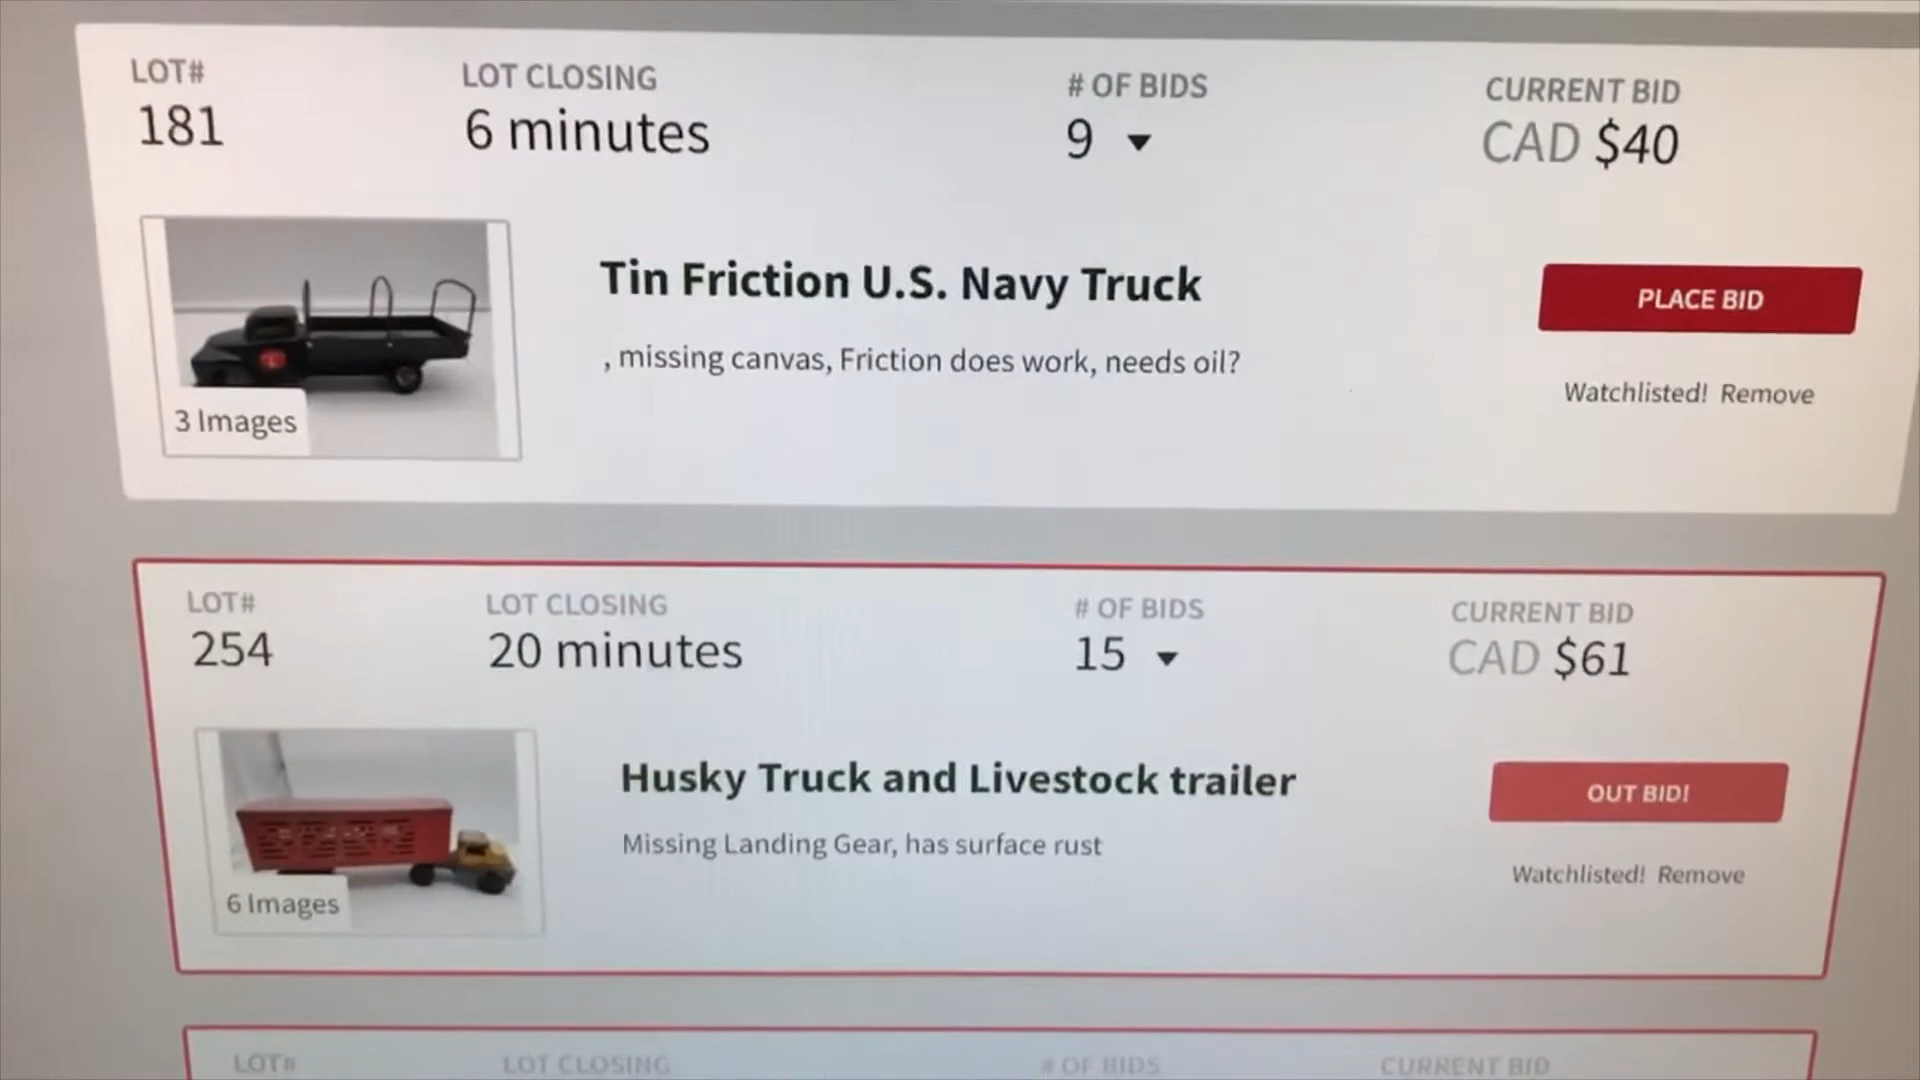 LOT# LOT CLOSING # OF BIDS CURRENT BID
181 6 minutes 9 CAD $40
Tin Friction U.S. Navy Truck
PLACE BID
, missing canvas, Friction does work, needs oil?
Watchlisted! Remove
3 Images
LOT# LOT CLOSING # OF BIDS CURRENT BID
254 20 minutes 15 CAD $61
Husky Truck and Livestock trailer
OUT BID!
Missing Landing Gear, has surface rust
Watchlisted! Remove
6 Images
LOT# LOT CLOSING # OF BIDS CURRENT BID